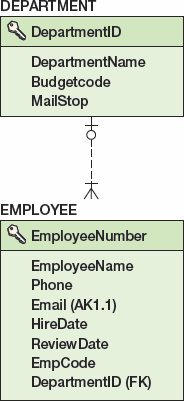 DEPARTMENT
DepartmentID
DepartmentName
Budgetcode
MailStop
EMPLOYEE
EmployeeNumber
EmployeeName
Phone
Email (AK1.1)
HireDate
ReviewDate
EmpCode
DepartmentID (FK)